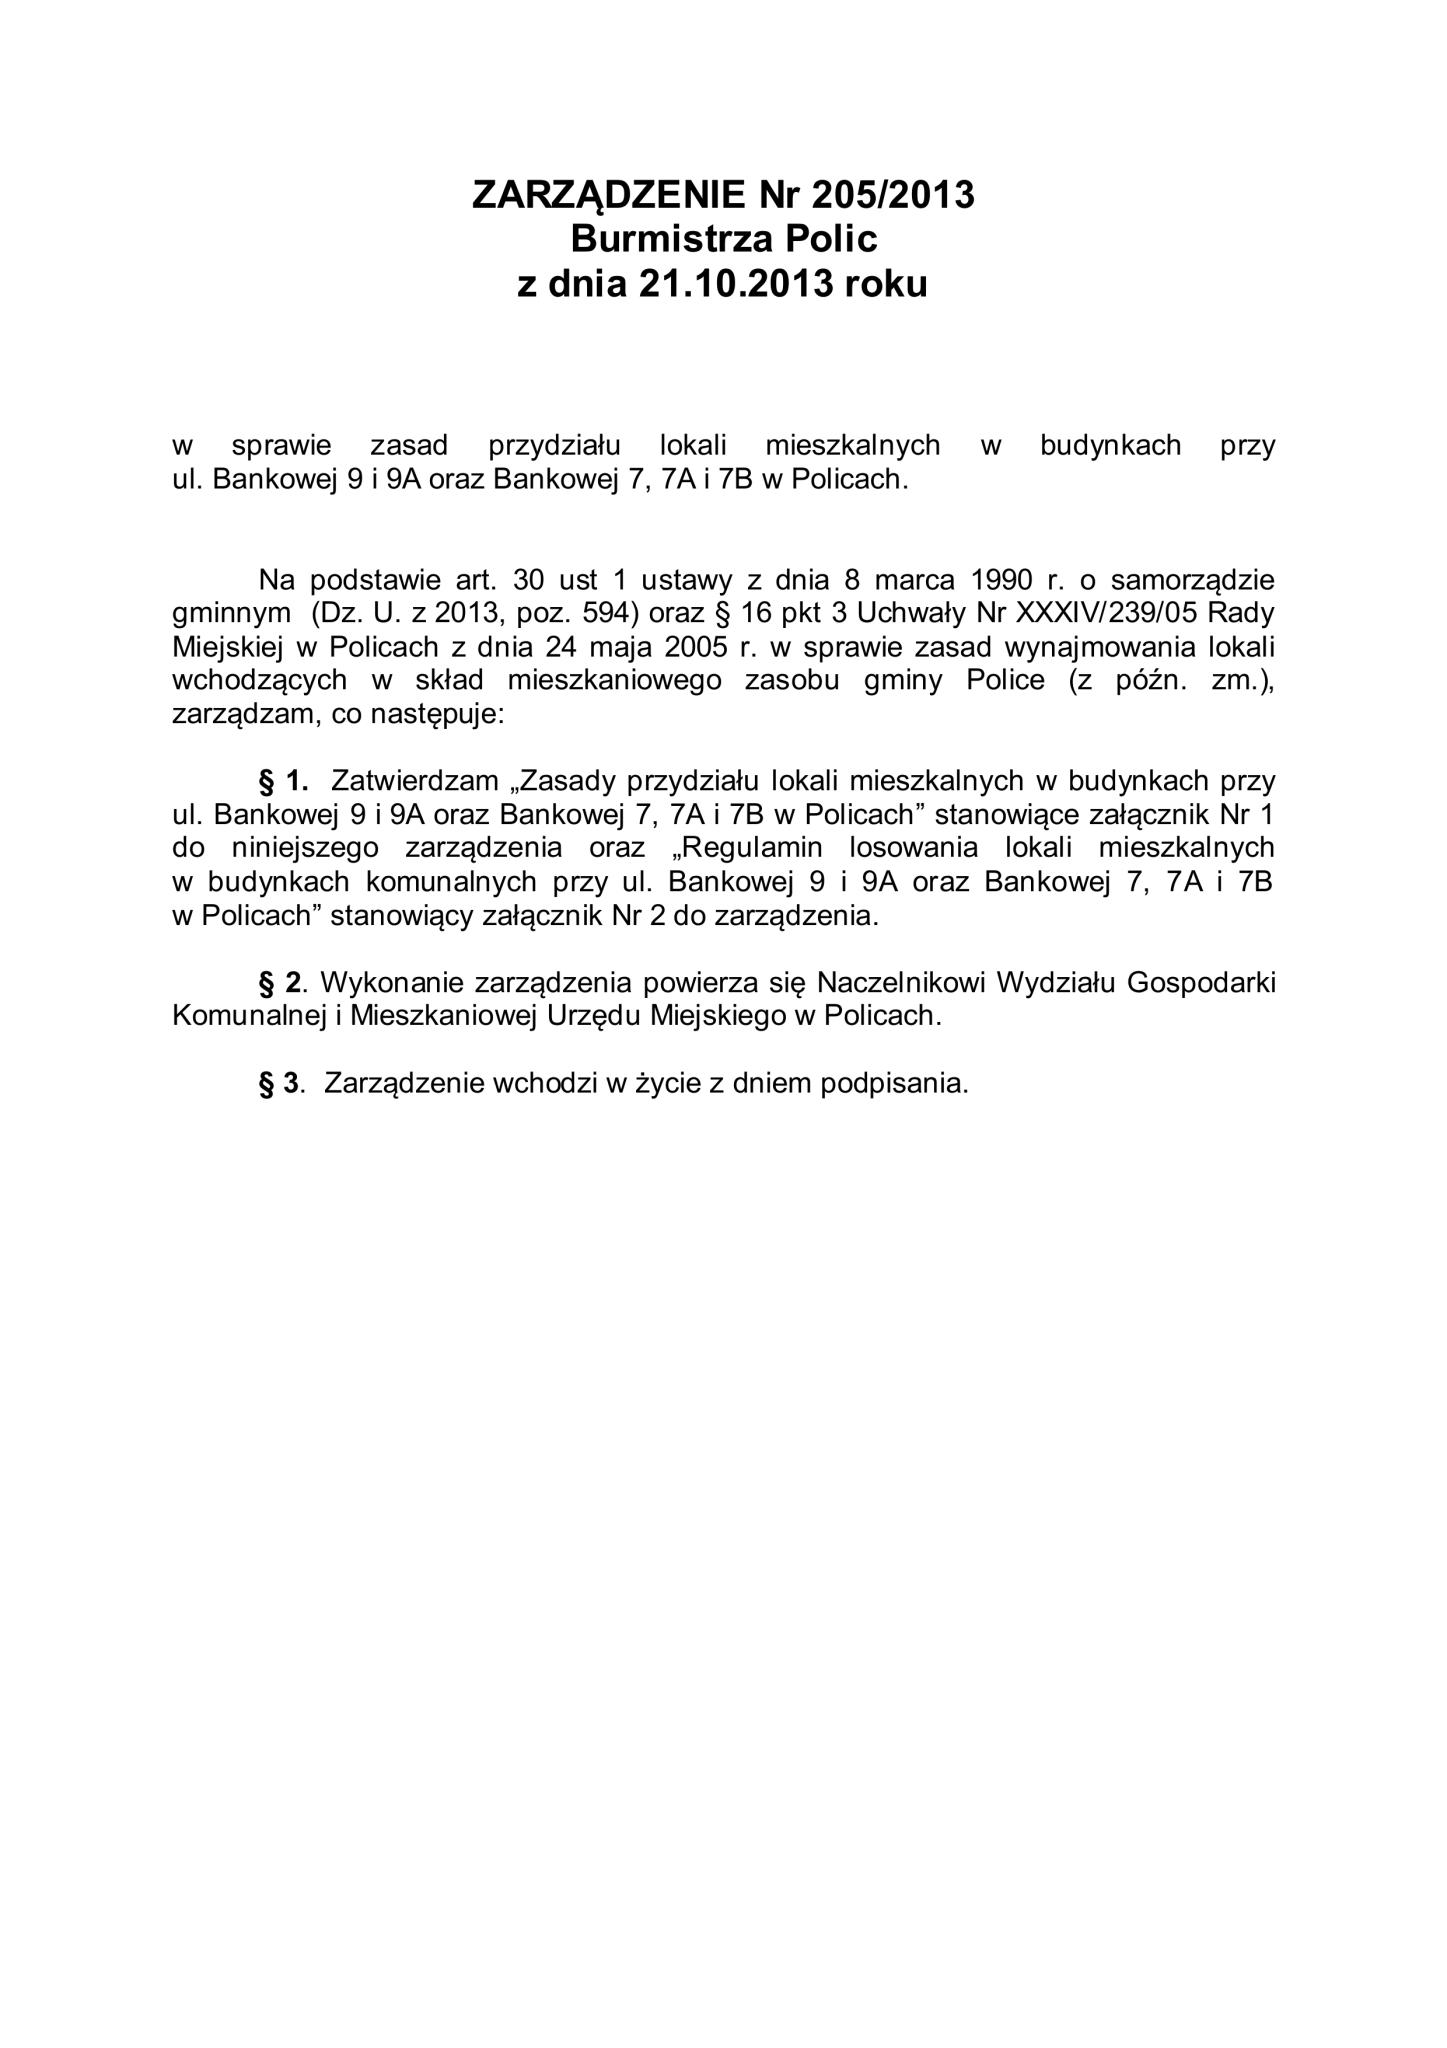 ZARZĄDZENIE Nr 205/2013
Burmistrza Polic
z dnia 21.10.2013 roku
w sprawie zasad przydziału lokali mieszkalnych w budynkach przy
ul. Bankowej 9 i 9A oraz Bankowej 7, 7A i 7B w Policach.
Na podstawie art. 30 ust 1 ustawy z dnia 8 marca 1990 r. o samorządzie
gminnym (Dz. U. z 2013, poz. 594) oraz § 16 pkt 3 Uchwały Nr XXXIV/239/05 Rady
Miejskiej w Policach z dnia 24 maja 2005 r. w sprawie zasad wynajmowania lokali
wchodzących w skład mieszkaniowego zasobu gminy Police (z późn. zm.),
zarządzam, co następuje:
§ 1. Zatwierdzam „Zasady przydziału lokali mieszkalnych w budynkach przy
ul. Bankowej 9 i 9A oraz Bankowej 7, 7A i 7B w Policach” stanowiące załącznik Nr 1
do niniejszego zarządzenia oraz „Regulamin losowania lokali mieszkalnych
w budynkach komunalnych przy ul. Bankowej 9 i 9A oraz Bankowej 7, 7A i 7B
w Policach” stanowiący załącznik Nr 2 do zarządzenia.
§ 2. Wykonanie zarządzenia powierza się Naczelnikowi Wydziału Gospodarki
Komunalnej i Mieszkaniowej Urzędu Miejskiego w Policach.
§ 3. Zarządzenie wchodzi w życie z dniem podpisania.